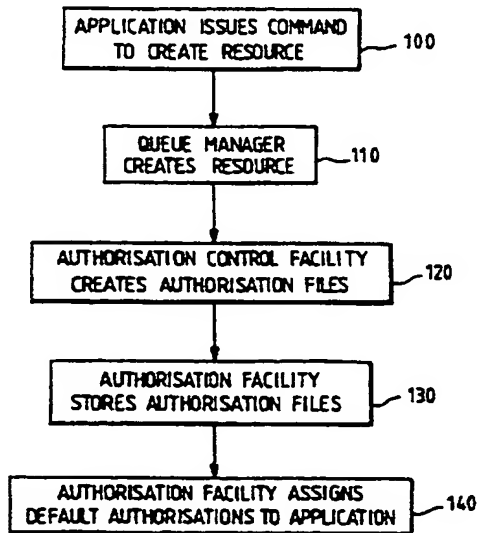 APPLICATION ISSUES COMMAND
TO CREATE RESOURCE
100
QUEUE MANAGER
CREATES RESOURCE
110
AUTHORISATION CONTROL FACILITY
CREATES AUTHORISATION FILES
120
AUTHORISATION FACILITY
STORES AUTHORISATION FILES
130
AUTHORISATION FACILITY ASSIGNS
DEFAULT AUTHORISATIONS TO APPLICATION
140